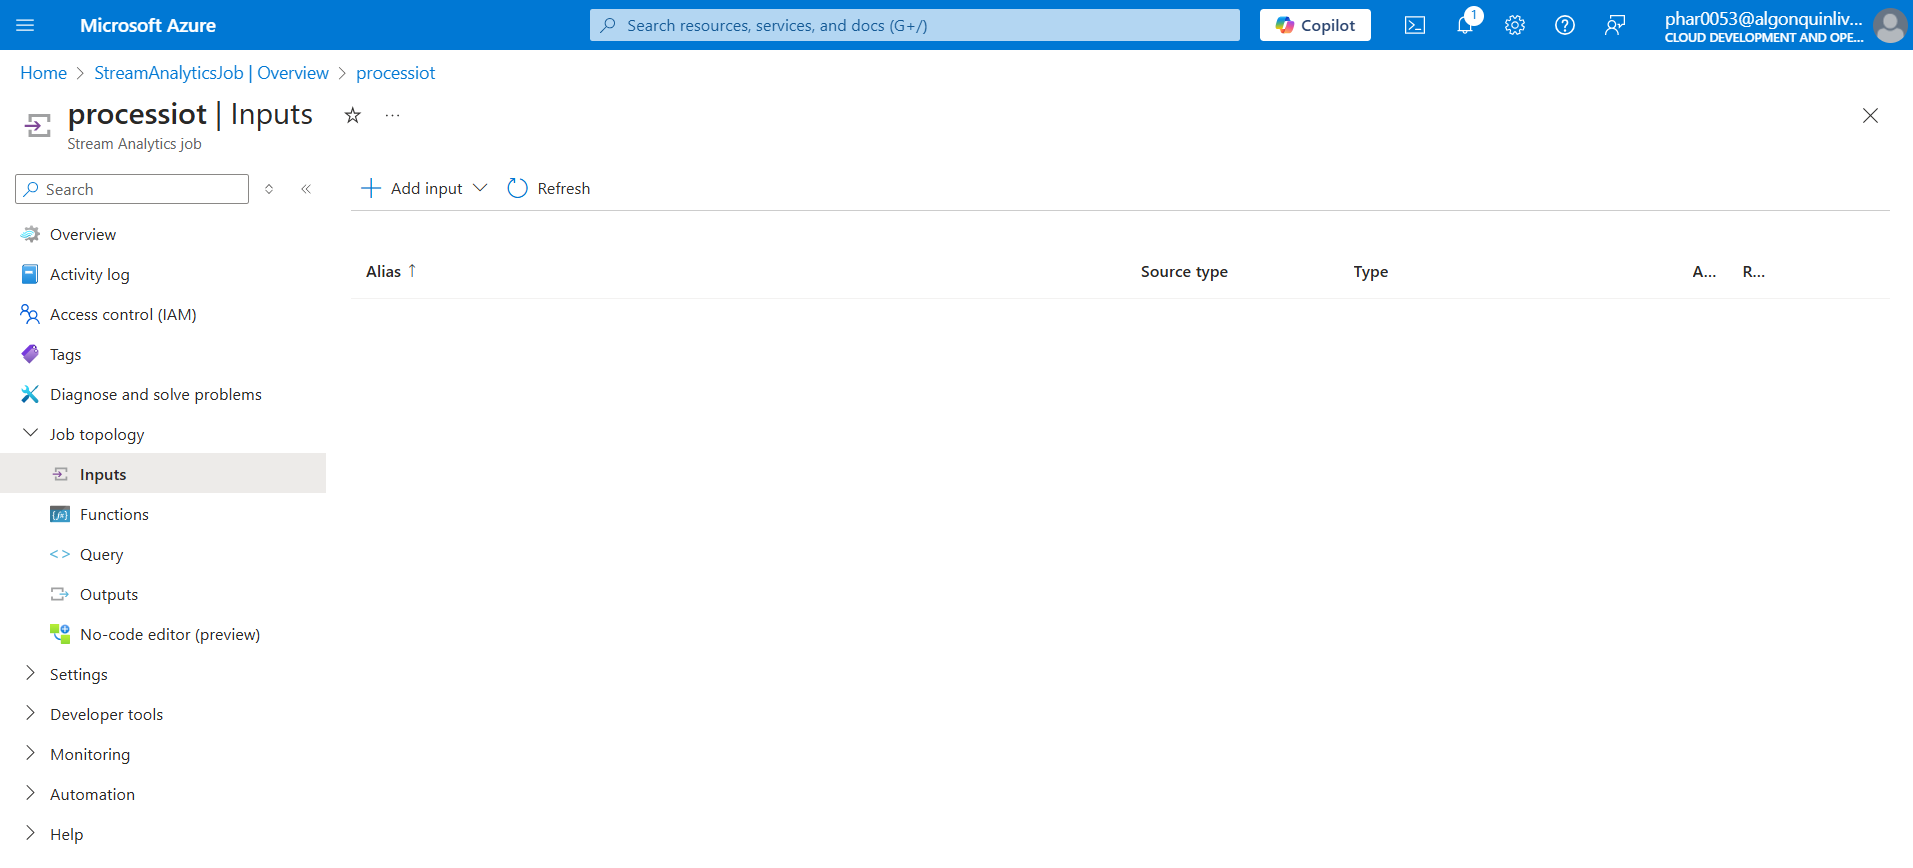 Microsoft Azure
Search resources, services, and docs (G+/)
Copilot
1
phar0053@algonquinliv...
CLOUD DEVELOPMENT AND OPE...
Home > StreamAnalyticsJob | Overview > processiot
processiot | Inputs
Stream Analytics job
Search
Add input
Refresh
Overview
Activity log
Access control (IAM)
Tags
Diagnose and solve problems
Job topology
Inputs
Functions
Query
Outputs
No-code editor (preview)
Settings
Developer tools
Monitoring
Automation
Help
Alias ↑ Source type Type A... R...